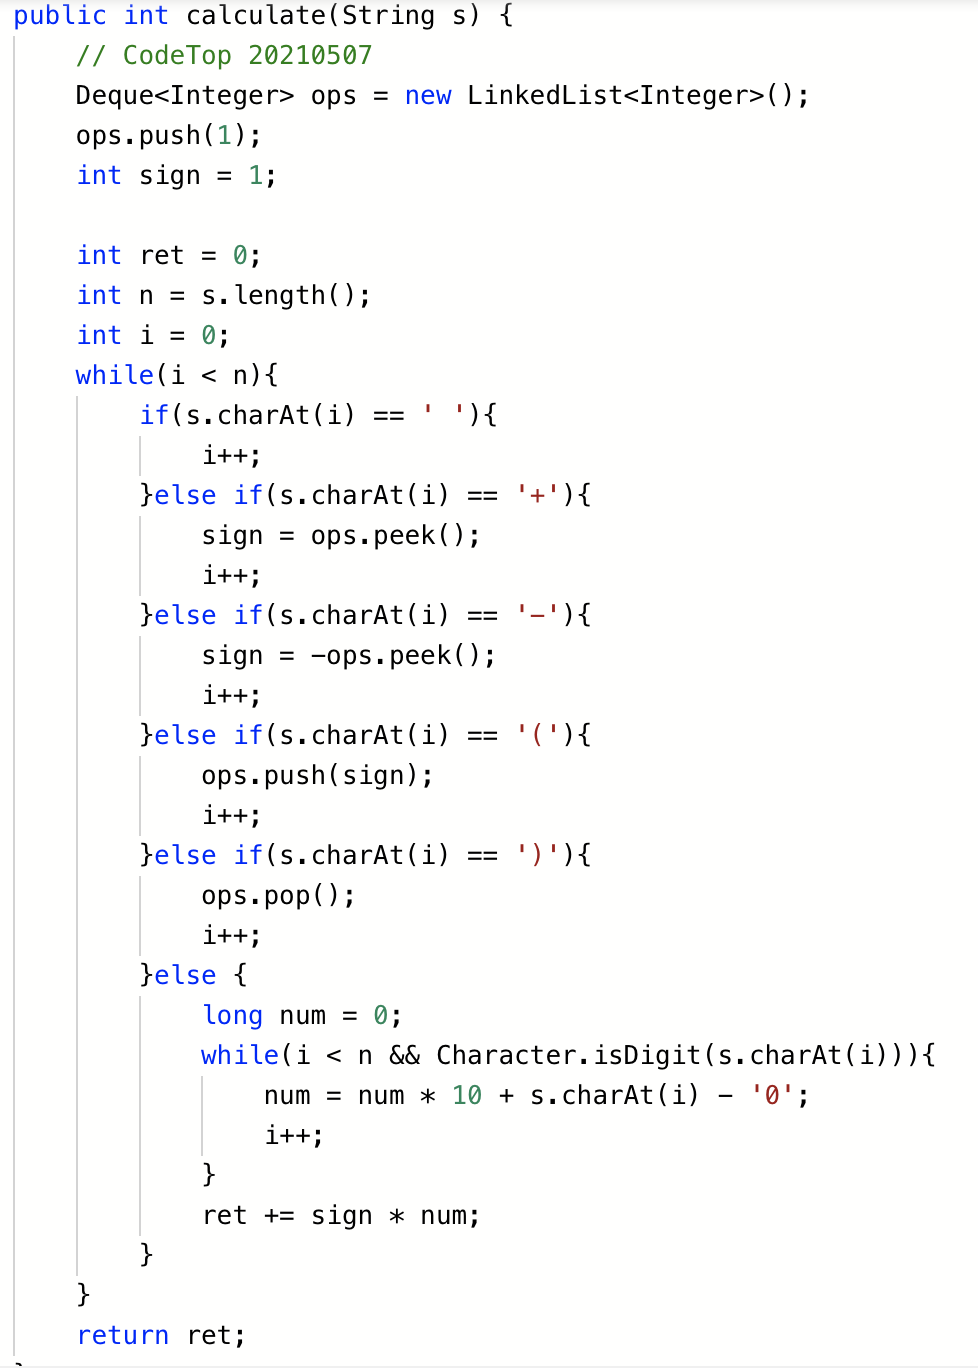 public int calculate(String s) {
    // CodeTop 20210507
    Deque<Integer> ops = new LinkedList<Integer>();
    ops.push(1);
    int sign = 1;

    int ret = 0;
    int n = s.length();
    int i = 0;
    while(i < n){
        if(s.charAt(i) == ' '){
            i++;
        }else if(s.charAt(i) == '+'){
            sign = ops.peek();
            i++;
        }else if(s.charAt(i) == '-'){
            sign = -ops.peek();
            i++;
        }else if(s.charAt(i) == '('){
            ops.push(sign);
            i++;
        }else if(s.charAt(i) == ')'){
            ops.pop();
            i++;
        }else {
            long num = 0;
            while(i < n && Character.isDigit(s.charAt(i))){
                num = num * 10 + s.charAt(i) - '0';
                i++;
            }
            ret += sign * num;
        }
    }
    return ret;